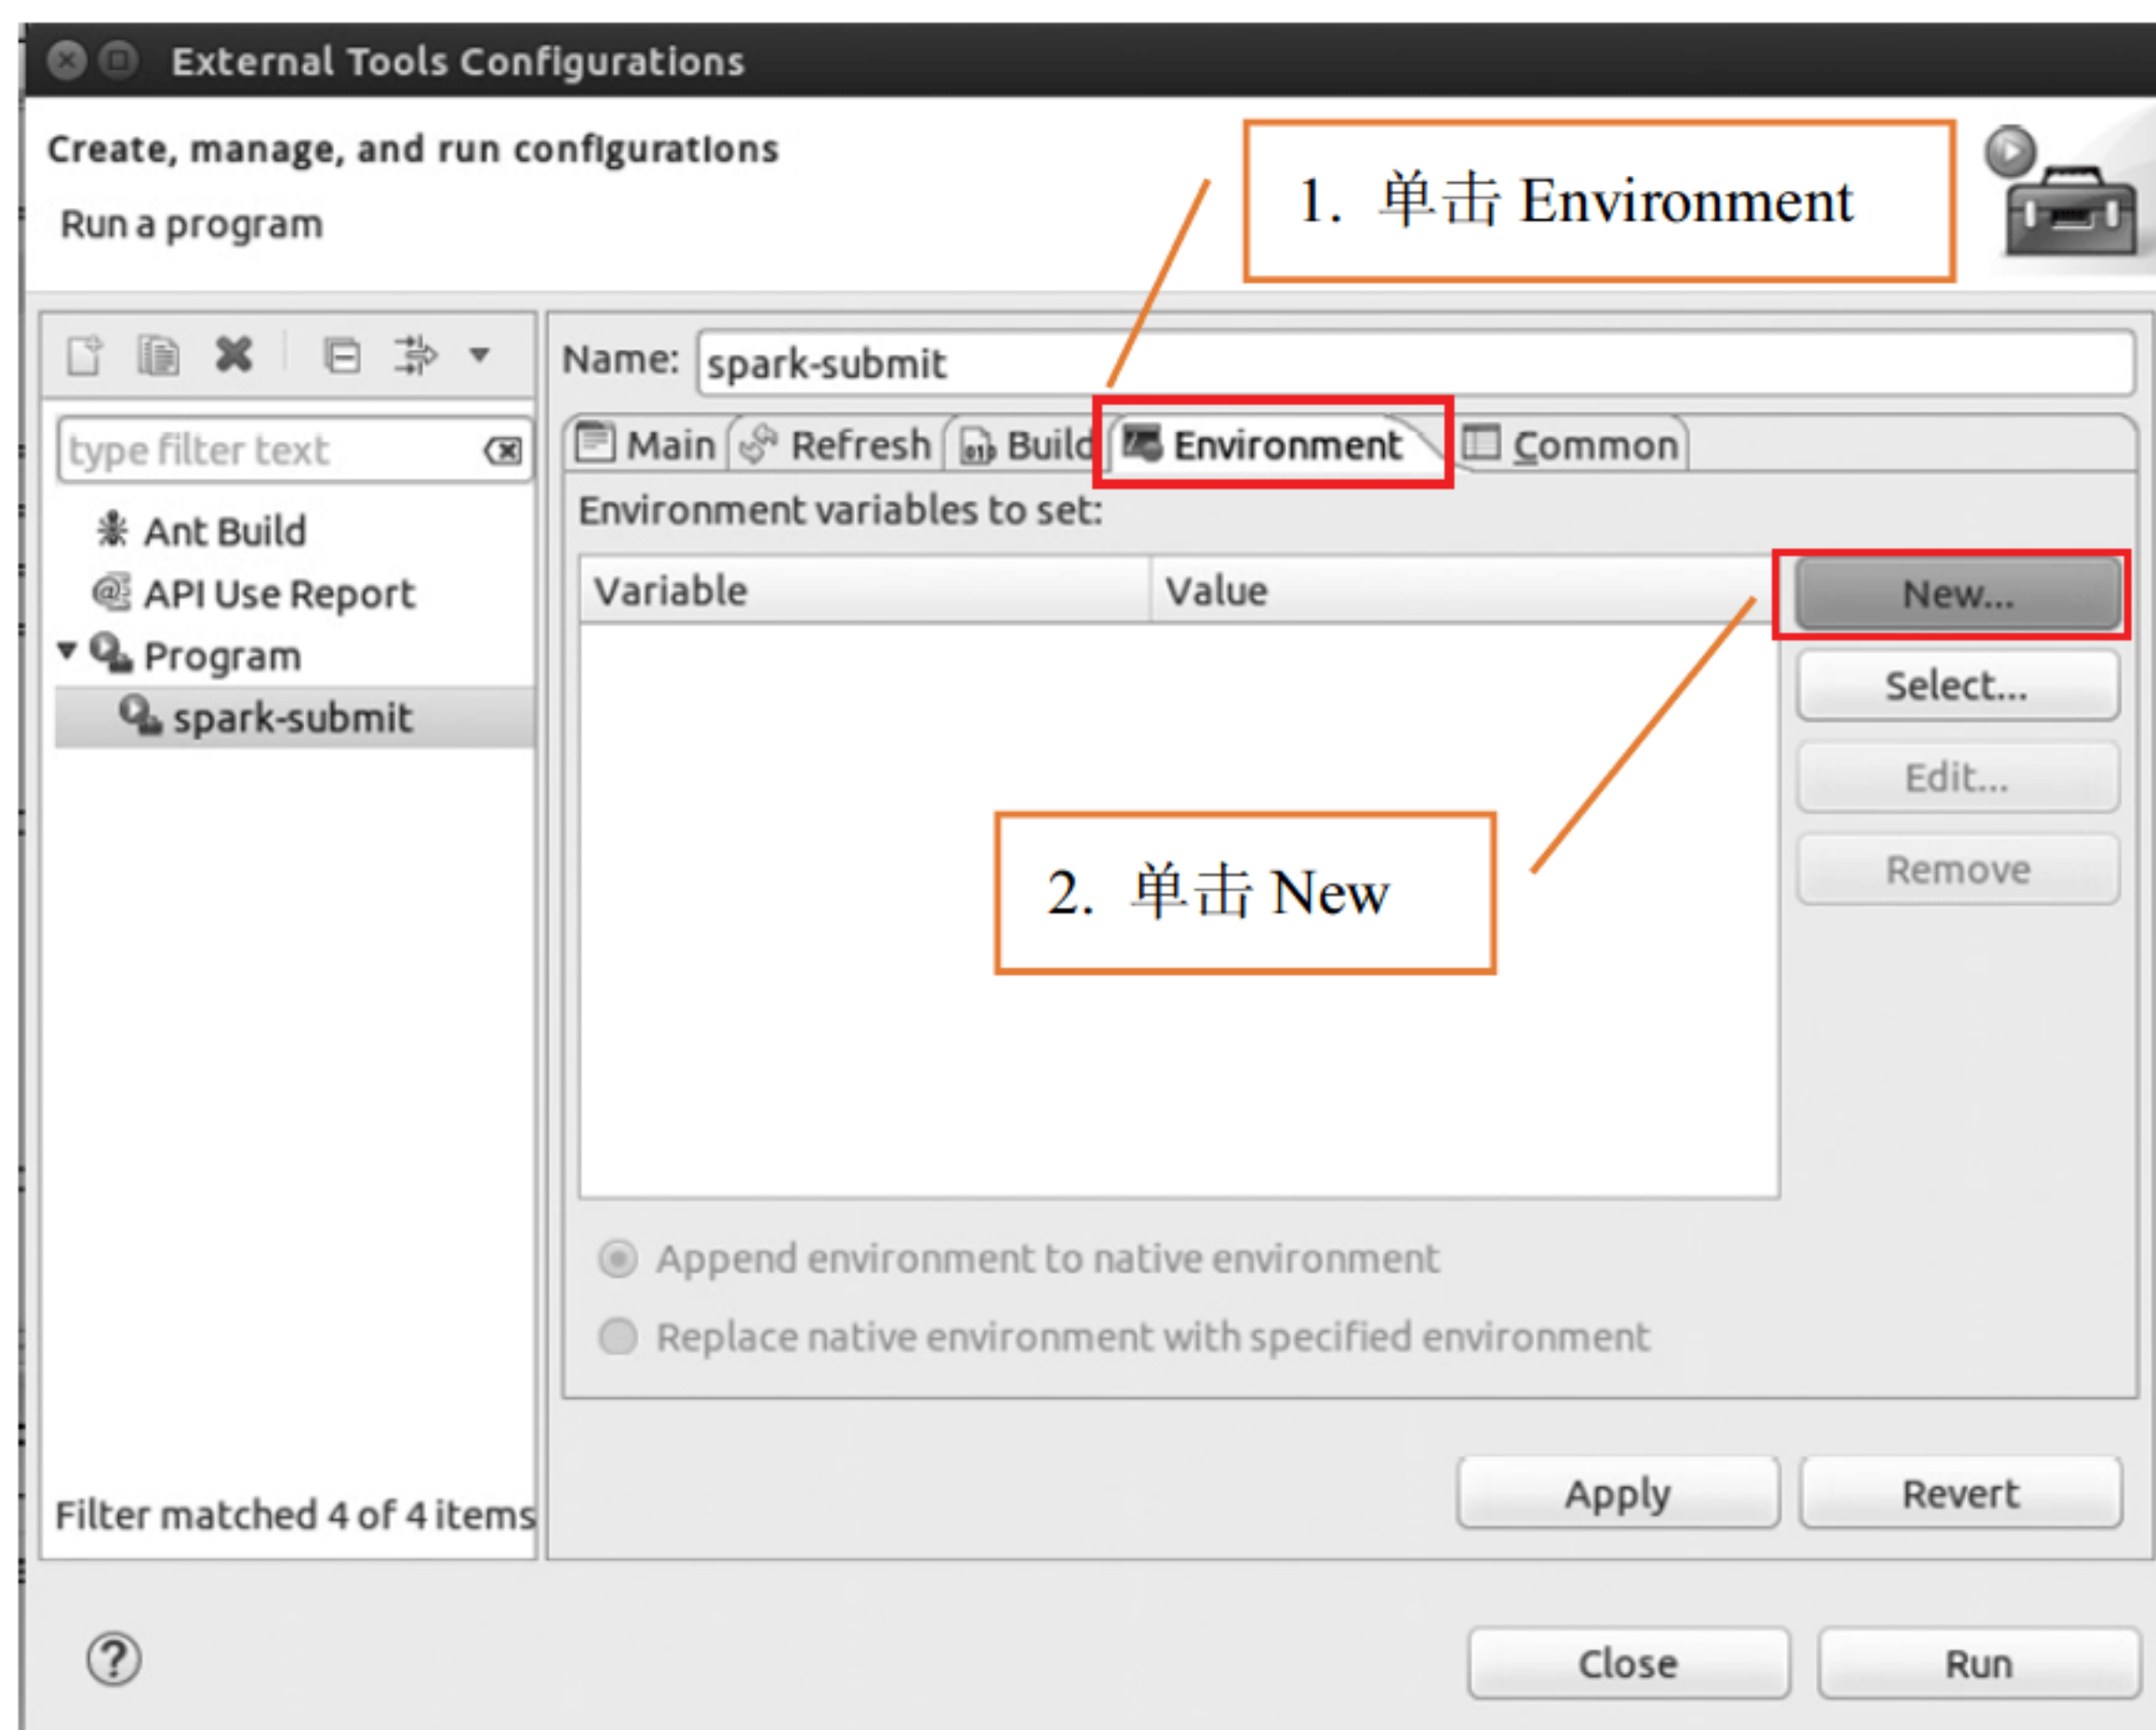 External Tools Configurations
Create, manage, and run configurations
Run a program
1. 单击 Environment
Name: spark-submit
type filter text
Main Refresh Build Environment Common
Environment variables to set:
Ant Build
API Use Report
Program
spark-submit
Variable Value
New...
Select...
Edit...
Remove
2. 单击 New
Append environment to native environment
Replace native environment with specified environment
Filter matched 4 of 4 items
Apply Revert
Close Run